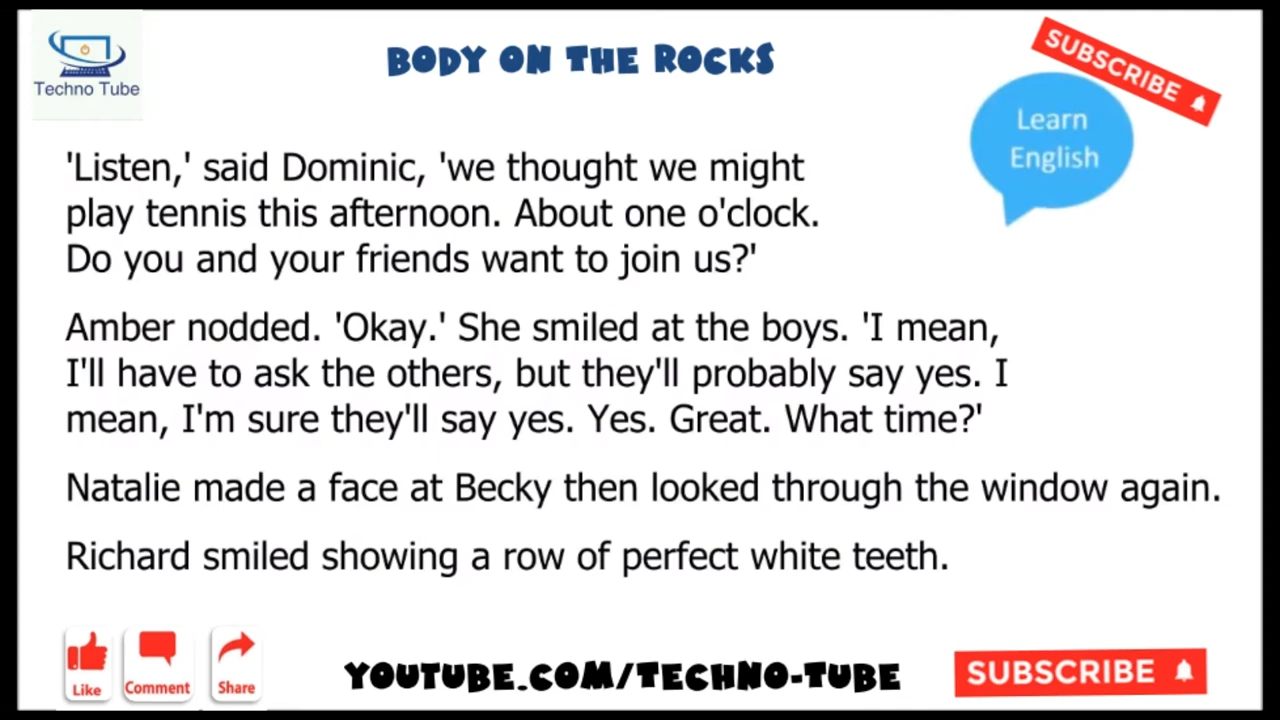 Techno Tube
BODY ON THE ROCKS
SUBSCRIBE
Learn
English
'Listen,' said Dominic, 'we thought we might
play tennis this afternoon. About one o'clock.
Do you and your friends want to join us?'
Amber nodded. 'Okay.' She smiled at the boys. 'I mean,
I'll have to ask the others, but they'll probably say yes. I
mean, I'm sure they'll say yes. Yes. Great. What time?'
Natalie made a face at Becky then looked through the window again.
Richard smiled showing a row of perfect white teeth.
Like
Comment
Share
YOUTUBE.COM/TECHNO-TUBE
SUBSCRIBE